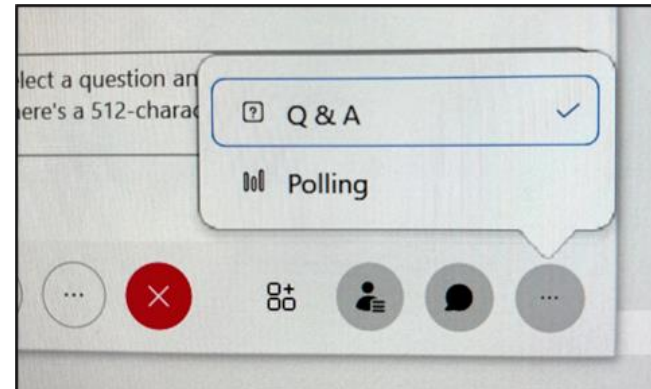 lect a question an
ere's a 512-charac
Q & A
Polling